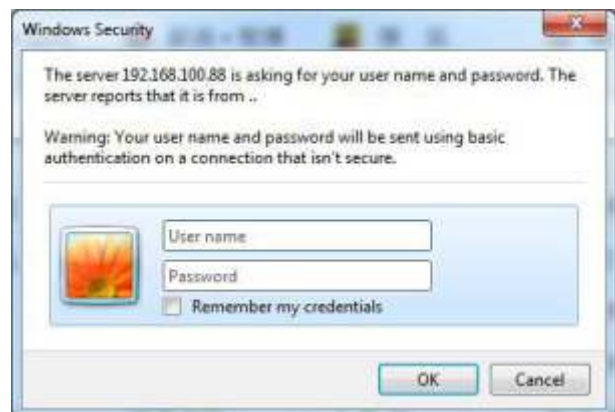 Windows Security
The server 192.168.100.88 is asking for your user name and password. The
server reports that it is from ..
Warning: Your user name and password will be sent using basic
authentication on a connection that isn't secure.
User name
Password
Remember my credentials
OK
Cancel